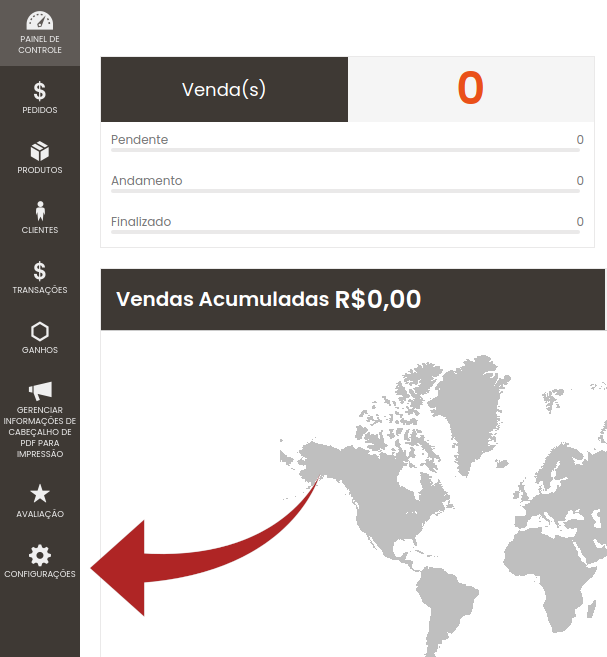 PAINEL DE
CONTROLE
PEDIDOS
PRODUTOS
CLIENTES
TRANSAÇÕES
GANHOS
GERENCIAR
INFORMAÇÕES DE
CABEÇALHO DE
PDF PARA
IMPRESSÃO
AVALIAÇÃO
CONFIGURAÇÕES
Venda(s) 0
Pendente 0
Andamento 0
Finalizado 0
Vendas Acumuladas R$0,00